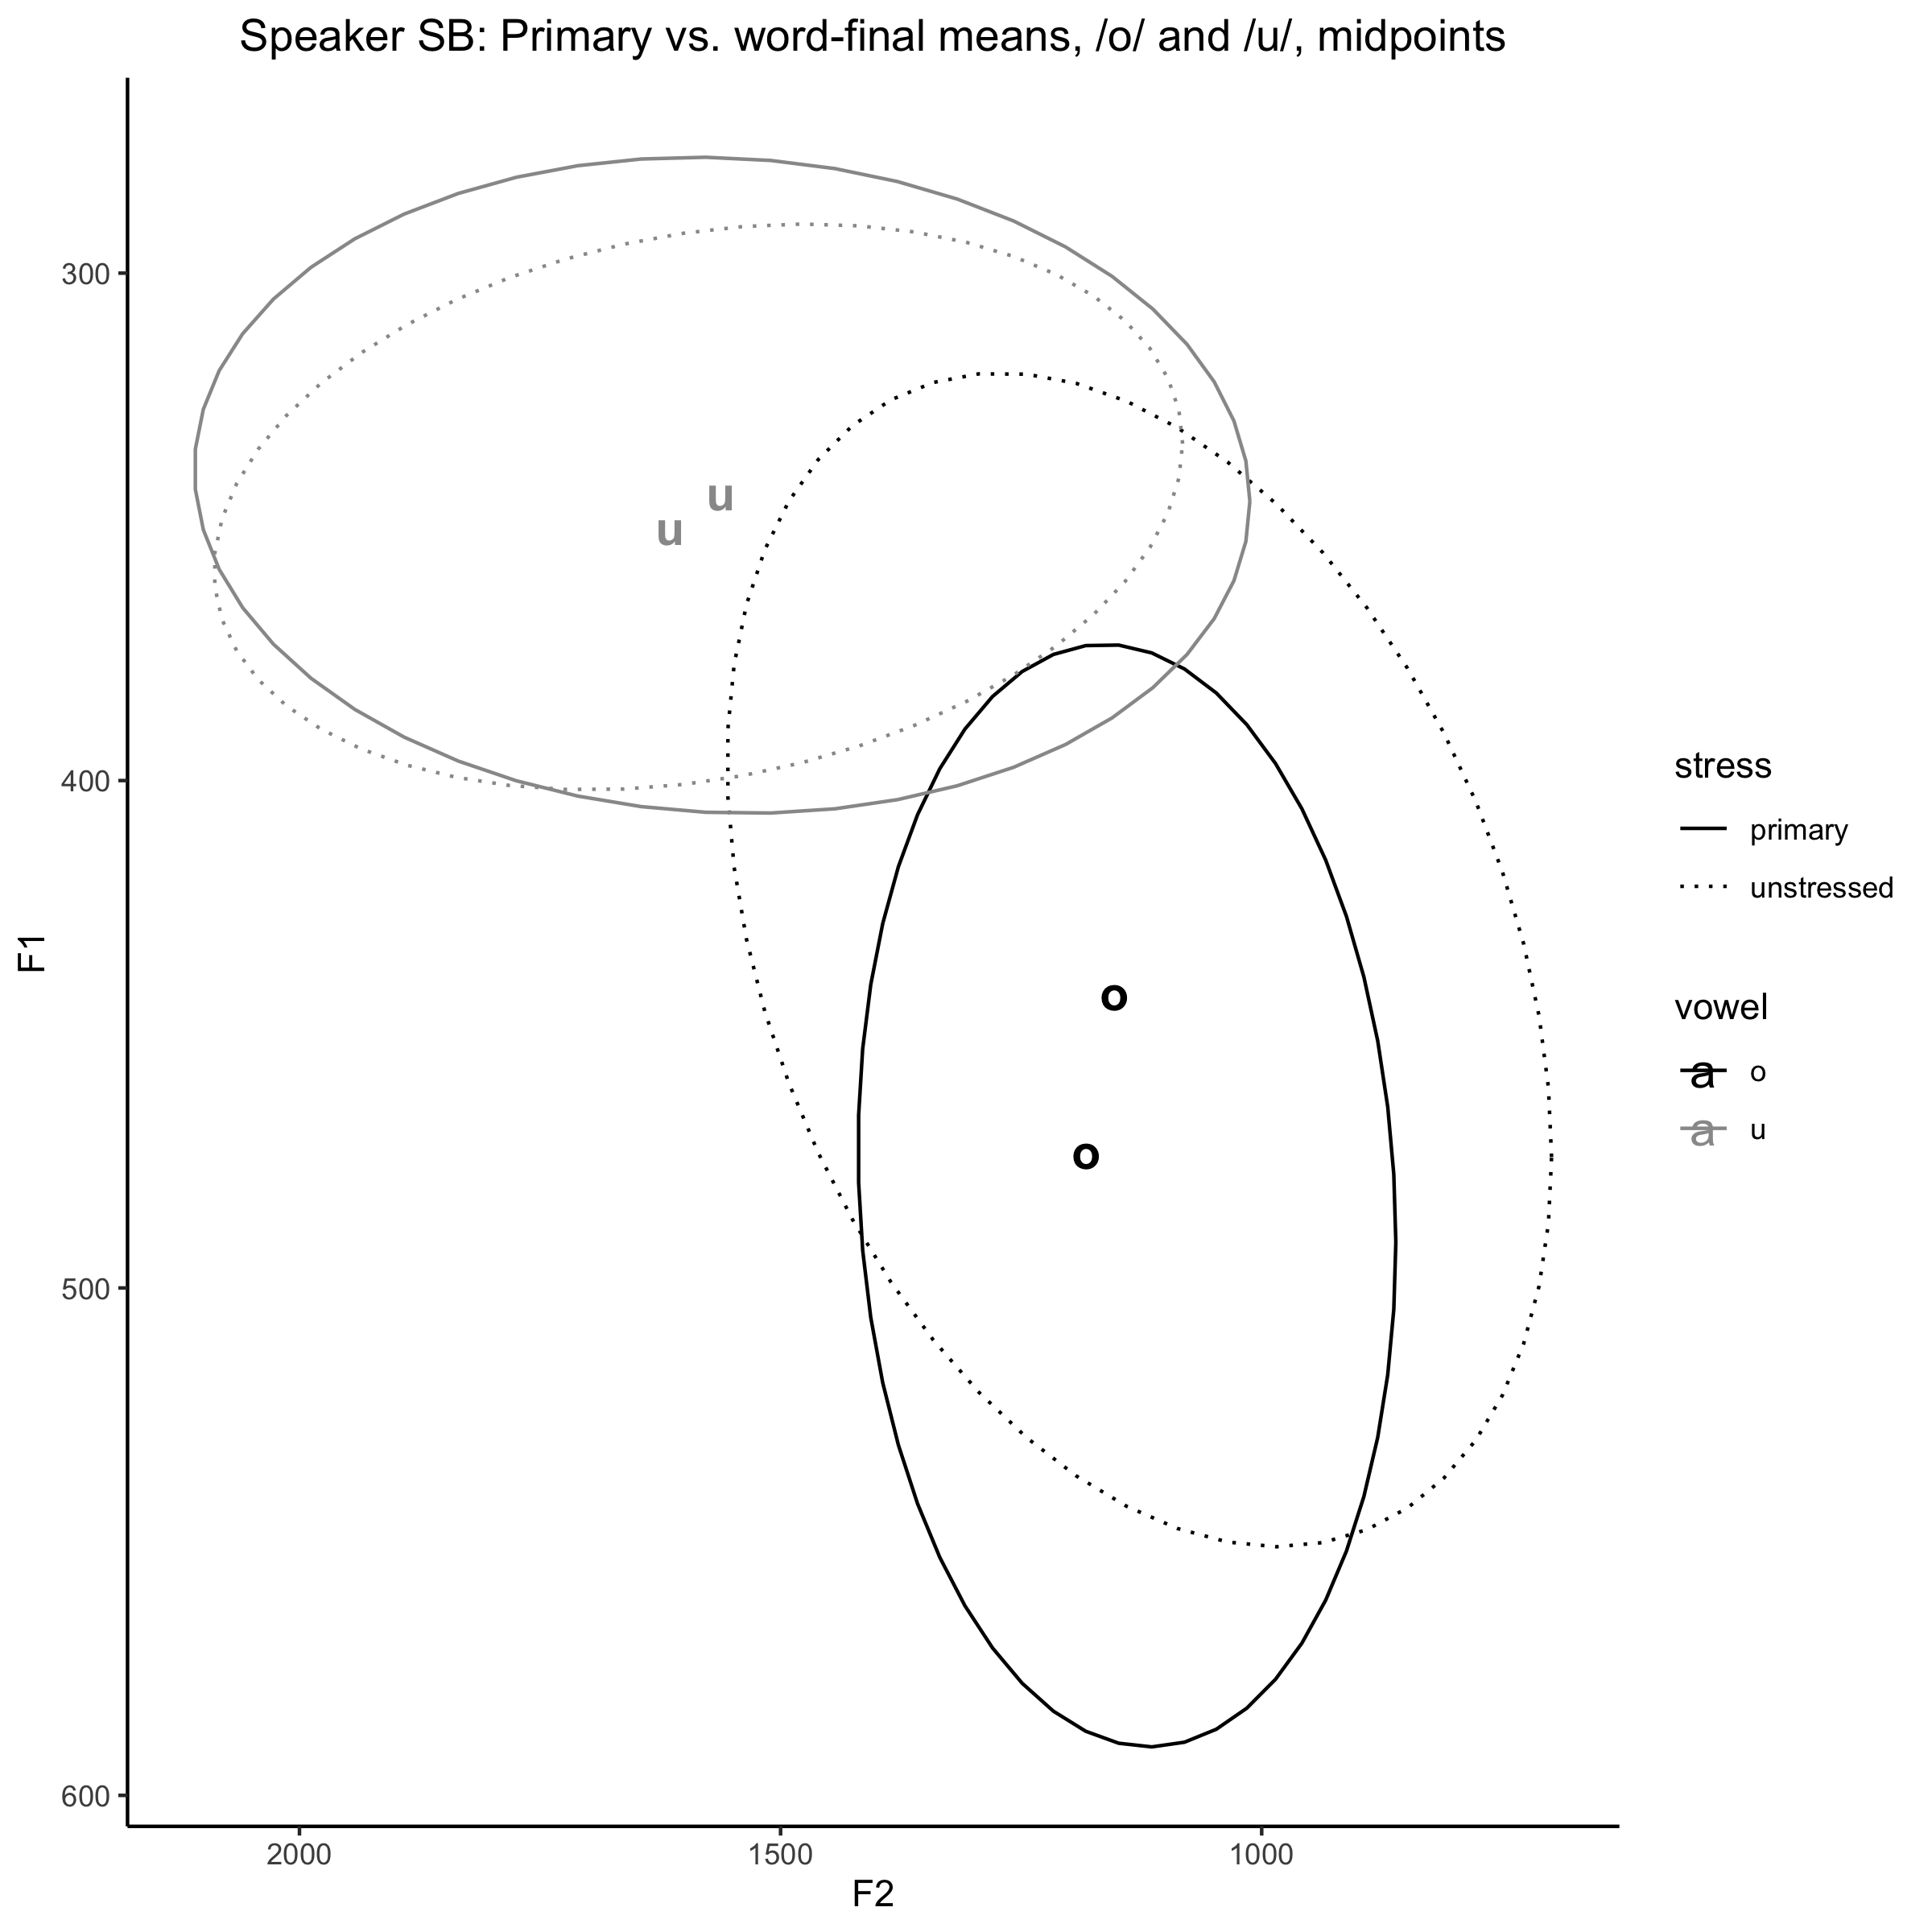 Speaker SB: Primary vs. word-final means, /o/ and /u/, midpoints
300
400
500
600
F1
u
u
o
o
2000 1500 1000
F2
stress
primary
unstressed
vowel
a o
a u